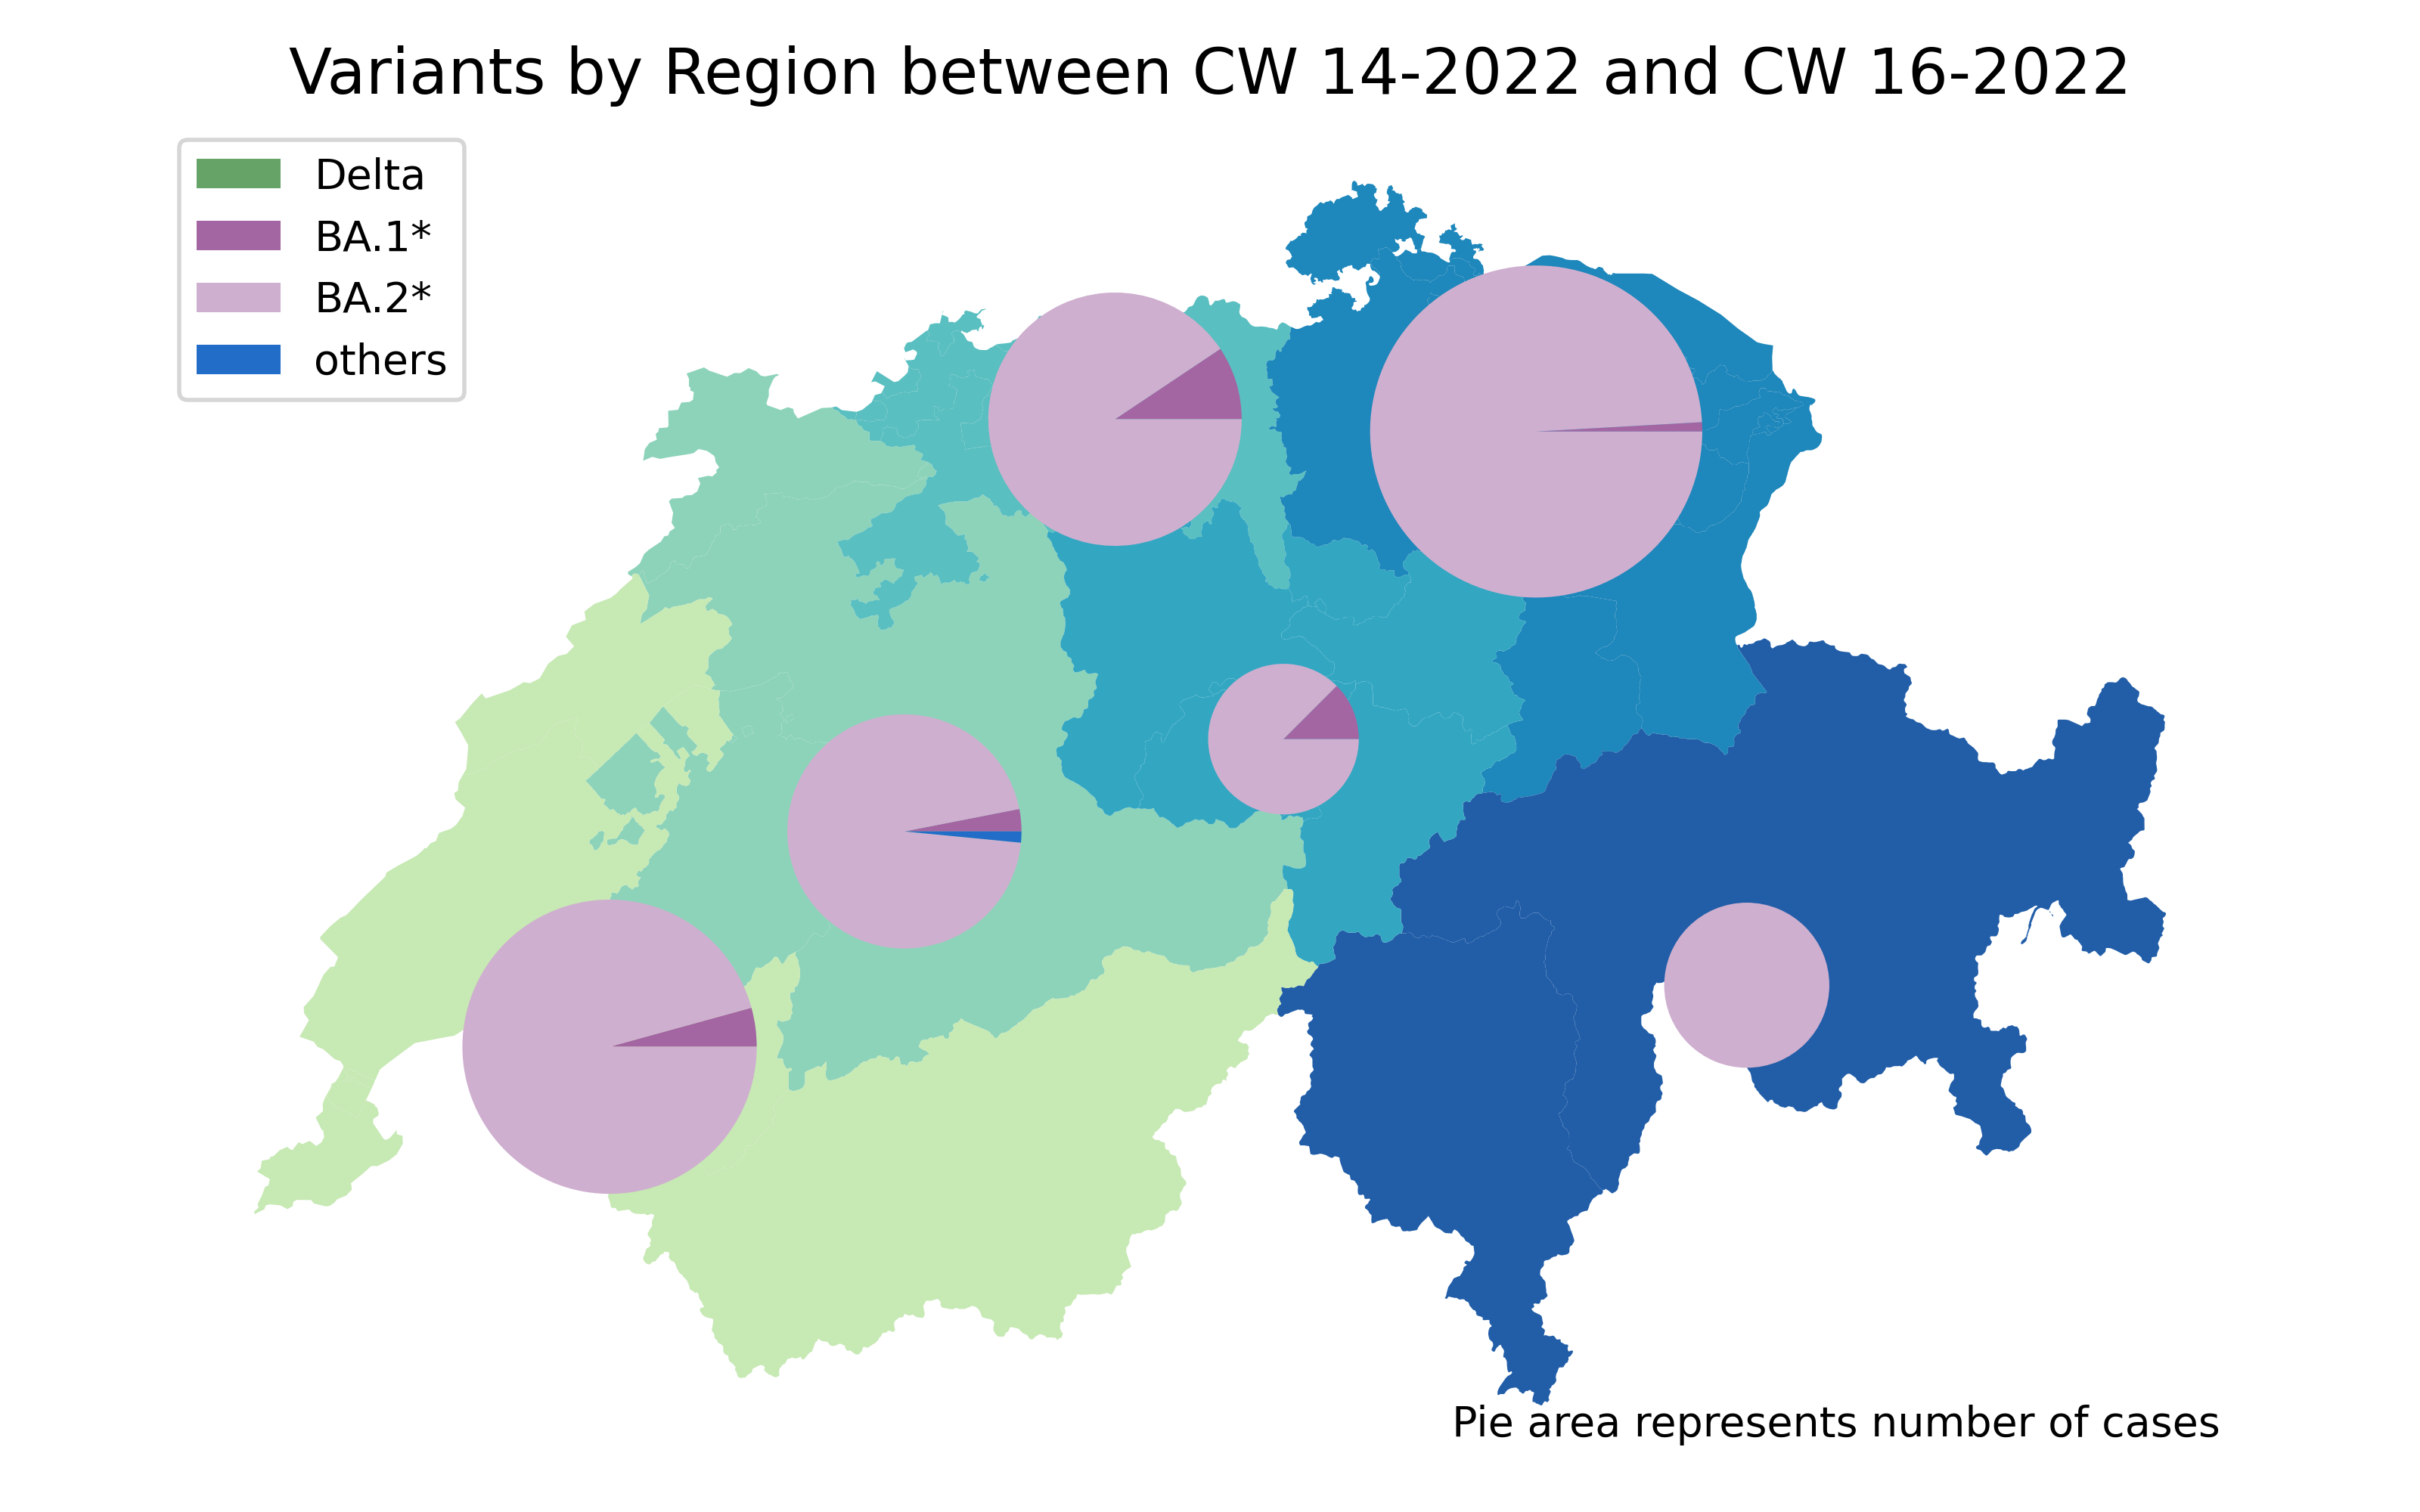 Variants by Region between CW 14-2022 and CW 16-2022
Delta
BA.1*
BA.2*
others
Pie area represents number of cases